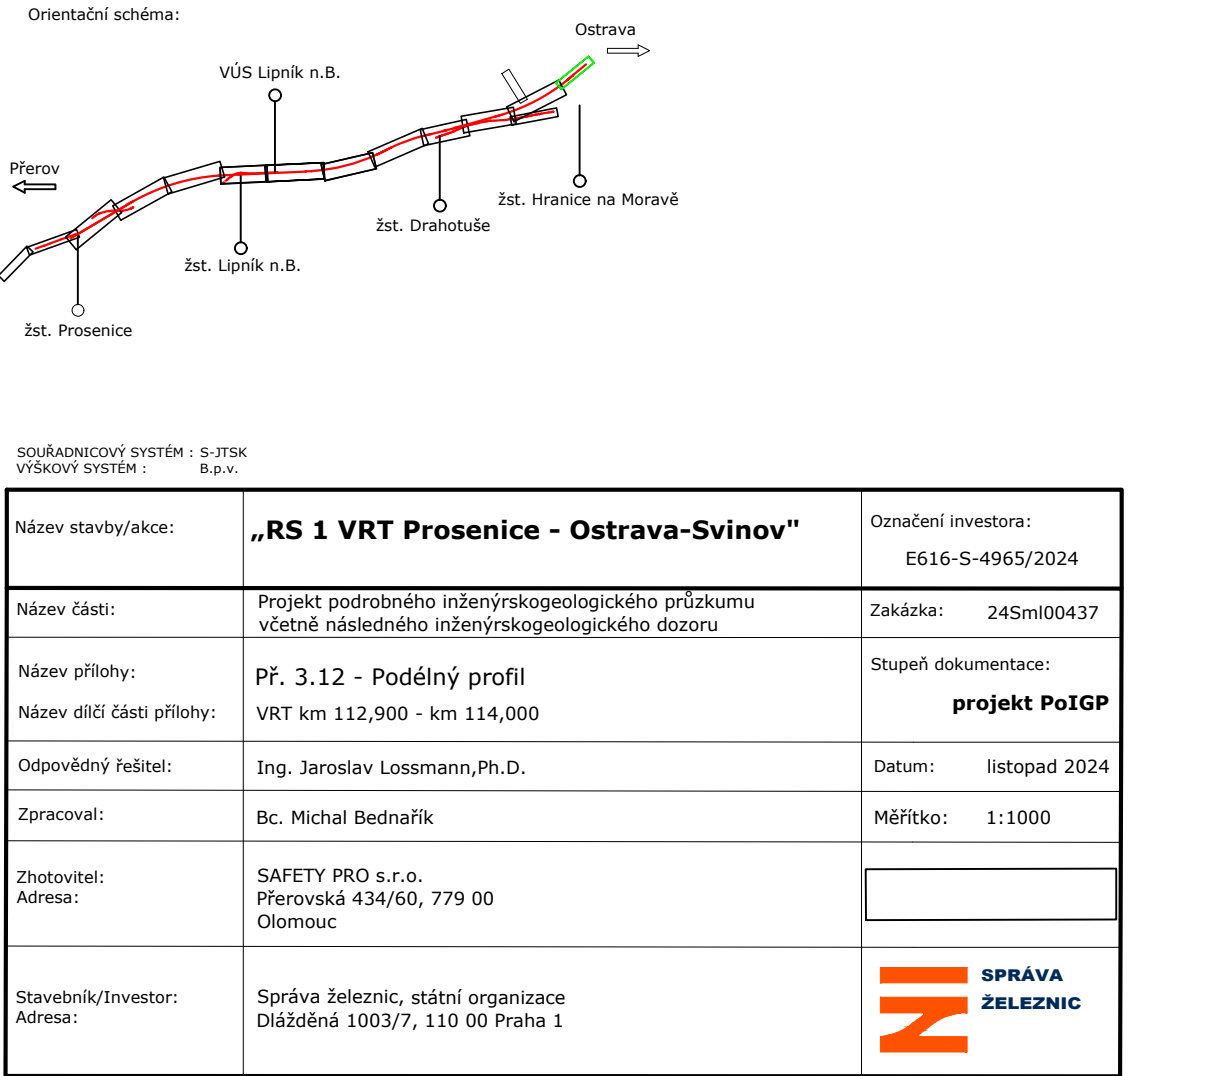 Orientační schéma:
Ostrava
VÚS Lipník n.B.
Přerov
žst. Hranice na Moravě
žst. Drahotuše
žst. Lipník n.B.
žst. Prosenice
SOUŘADNICOVÝ SYSTÉM : S-JTSK
VÝŠKOVÝ SYSTÉM : B.p.v.
Název stavby/akce:
„RS 1 VRT Prosenice - Ostrava-Svinov"
Označení investora:
E616-S-4965/2024
Název části:
Projekt podrobného inženýrskogeologického průzkumu
včetně následného inženýrskogeologického dozoru
Zakázka: 24Sml00437
Název přílohy:
Př. 3.12 - Podélný profil
Stupeň dokumentace:
projekt PoIGP
Název dílčí části přílohy:
VRT km 112,900 - km 114,000
Odpovědný řešitel:
Ing. Jaroslav Lossmann,Ph.D.
Datum: listopad 2024
Zpracoval:
Bc. Michal Bednařík
Měřítko: 1:1000
Zhotovitel:
Adresa:
SAFETY PRO s.r.o.
Přerovská 434/60, 779 00
Olomouc
Stavebník/Investor:
Adresa:
Správa železnic, státní organizace
Dlážděná 1003/7, 110 00 Praha 1
SPRÁVA
ŽELEZNIC